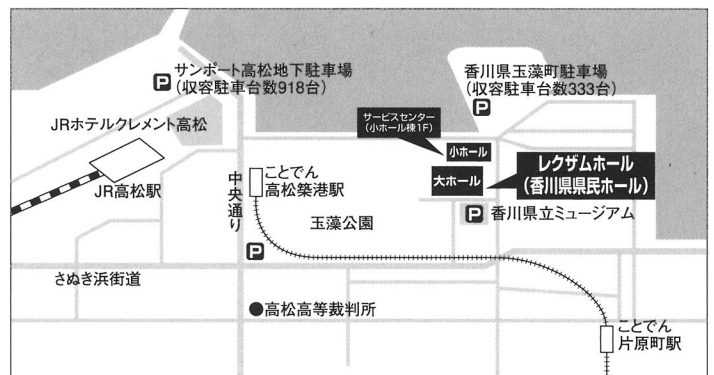 サンポート高松地下駐車場
P
(収容駐車台数918台)
香川県玉藻町駐車場
(収容駐車台数333台)
P
JRホテルクレメント高松
サービスセンター
(小ホール棟1F)
小ホール
大ホール
レクザムホール
(香川県県民ホール)
JR高松駅
ことでん
高松築港駅
中央通り
玉藻公園
P
香川県立ミュージアム
P
さぬき浜街道
高松高等裁判所
ことでん
片原町駅